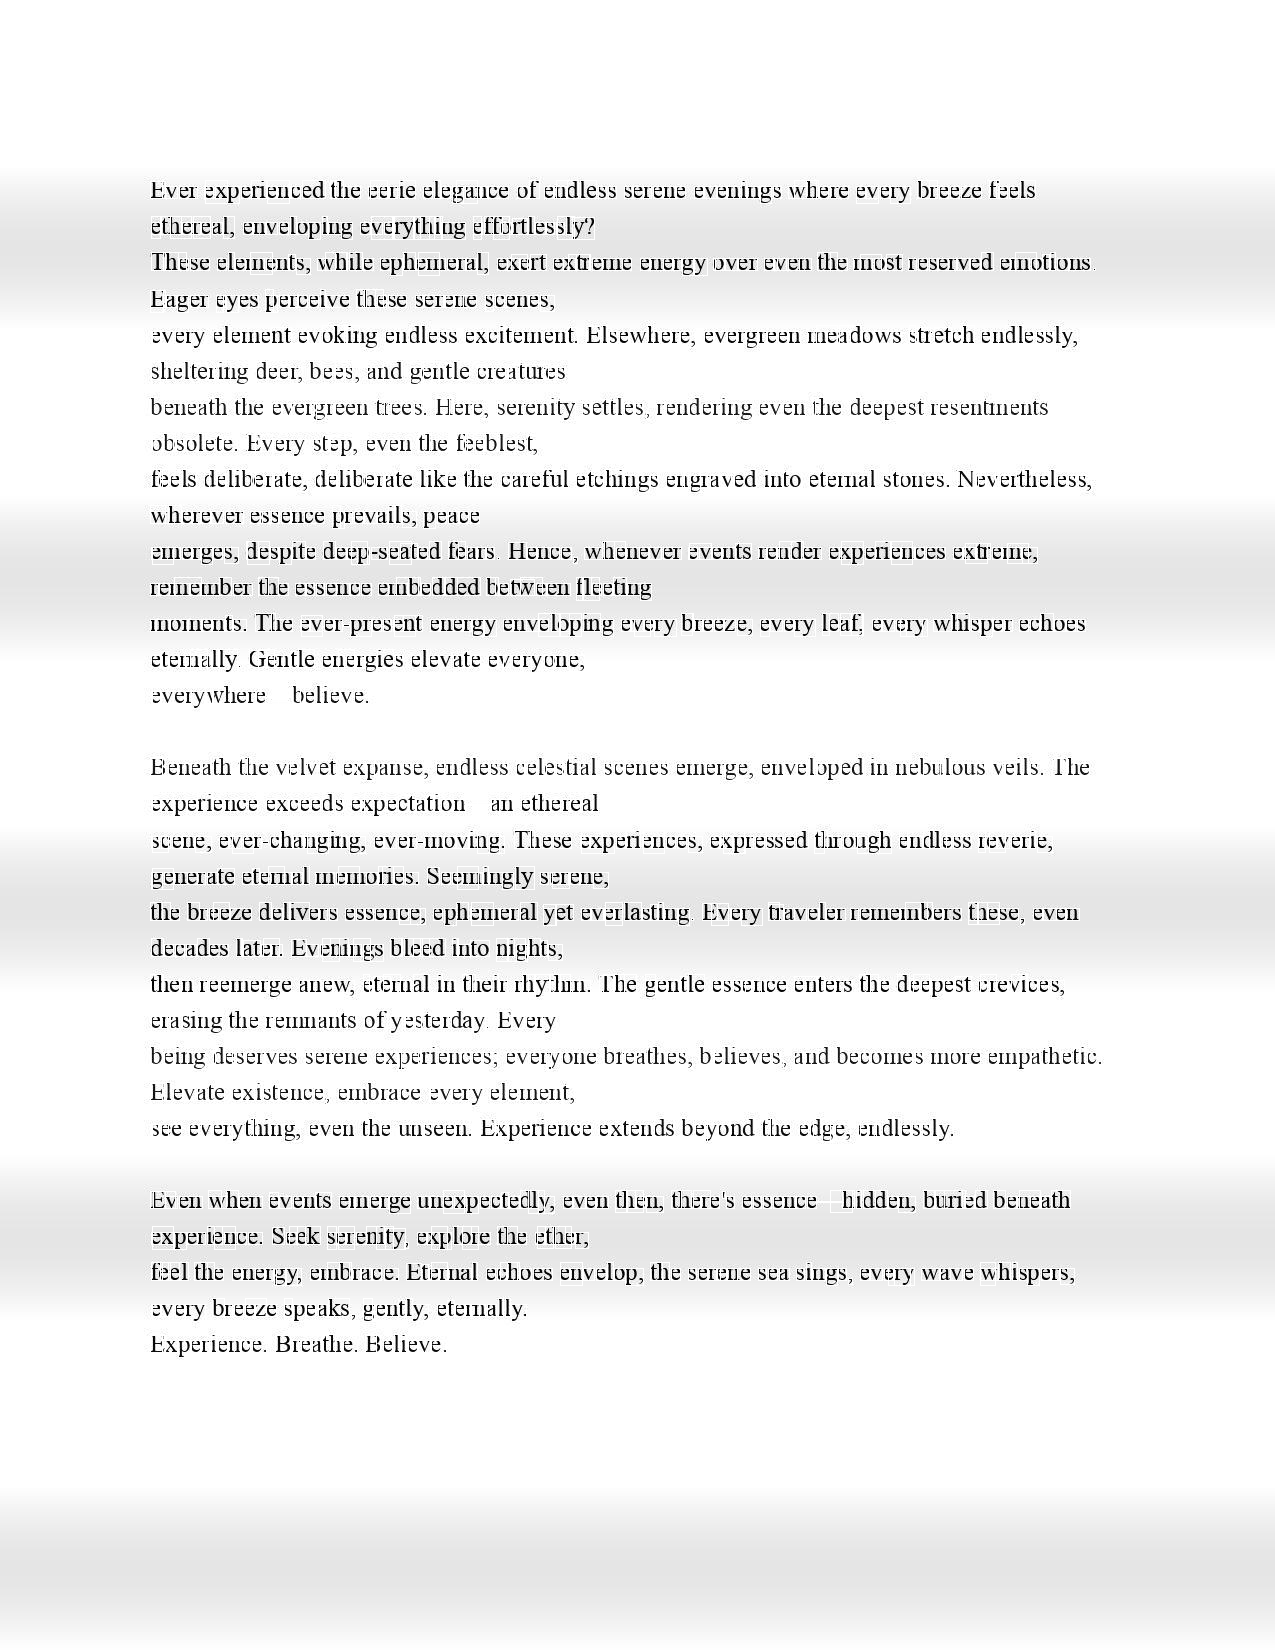 Ever experienced the eerie elegance of endless serene evenings where every breeze feels
ethereal, enveloping everything effortlessly?
These elements, while ephemeral, exert extreme energy over even the most reserved emotions.
Eager eyes perceive these serene scenes,
every element evoking endless excitement. Elsewhere, evergreen meadows stretch endlessly,
sheltering deer, bees, and gentle creatures
beneath the evergreen trees. Here, serenity settles, rendering even the deepest resentments
obsolete. Every step, even the feeblest,
feels deliberate, deliberate like the careful etchings engraved into eternal stones. Nevertheless,
wherever essence prevails, peace
emerges, despite deep-seated fears. Hence, whenever events render experiences extreme,
remember the essence embedded between fleeting
moments. The ever-present energy enveloping every breeze, every leaf, every whisper echoes
eternally. Gentle energies elevate everyone,
everywhere believe.
Beneath the velvet expanse, endless celestial scenes emerge, enveloped in nebulous veils. The
experience exceeds expectation an ethereal
scene, ever-changing, ever-moving. These experiences, expressed through endless reverie,
generate eternal memories. Seemingly serene,
the breeze delivers essence, ephemeral yet everlasting. Every traveler remembers these, even
decades later. Evenings bleed into nights,
then reemerge anew, eternal in their rhythm. The gentle essence enters the deepest crevices,
erasing the remnants of yesterday. Every
being deserves serene experiences; everyone breathes, believes, and becomes more empathetic.
Elevate existence, embrace every element,
see everything, even the unseen. Experience extends beyond the edge, endlessly.
Even when events emerge unexpectedly, even then, there's essence hidden, buried beneath
experience. Seek serenity, explore the ether,
feel the energy, embrace. Eternal echoes envelop, the serene sea sings, every wave whispers,
every breeze speaks, gently, eternally.
Experience. Breathe. Believe.